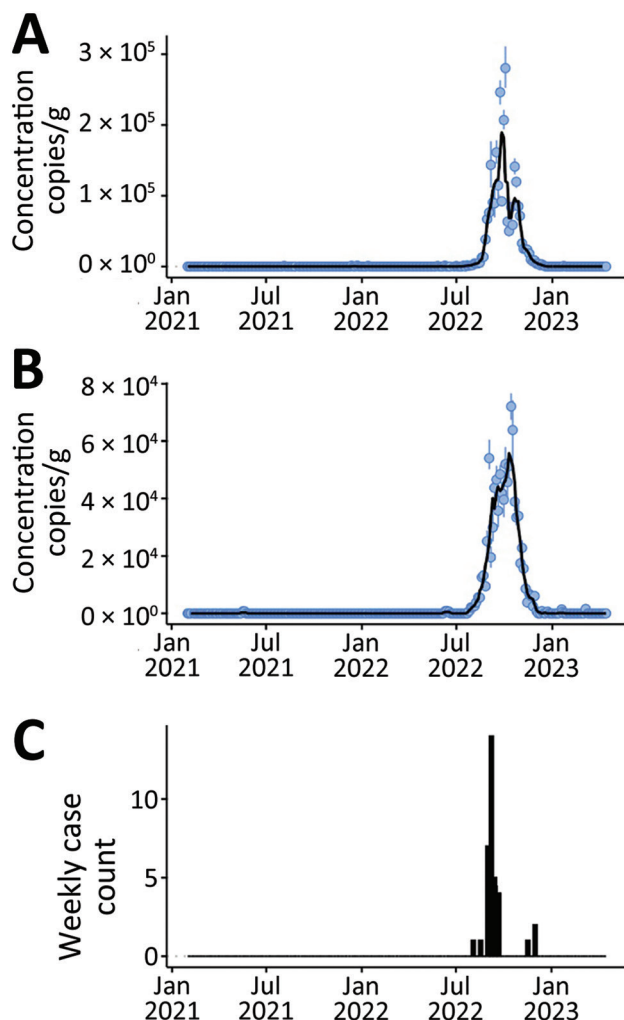 A
Concentration
copies/g
3 × 10⁵
2 × 10⁵
1 × 10⁵
0 × 10⁰
Jan Jul Jan Jul Jan
2021 2021 2022 2022 2023
B
Concentration
copies/g
8 × 10⁴
6 × 10⁴
4 × 10⁴
2 × 10⁴
0 × 10⁰
Jan Jul Jan Jul Jan
2021 2021 2022 2022 2023
C
Weekly case
count
10
5
0
Jan Jul Jan Jul Jan
2021 2021 2022 2022 2023